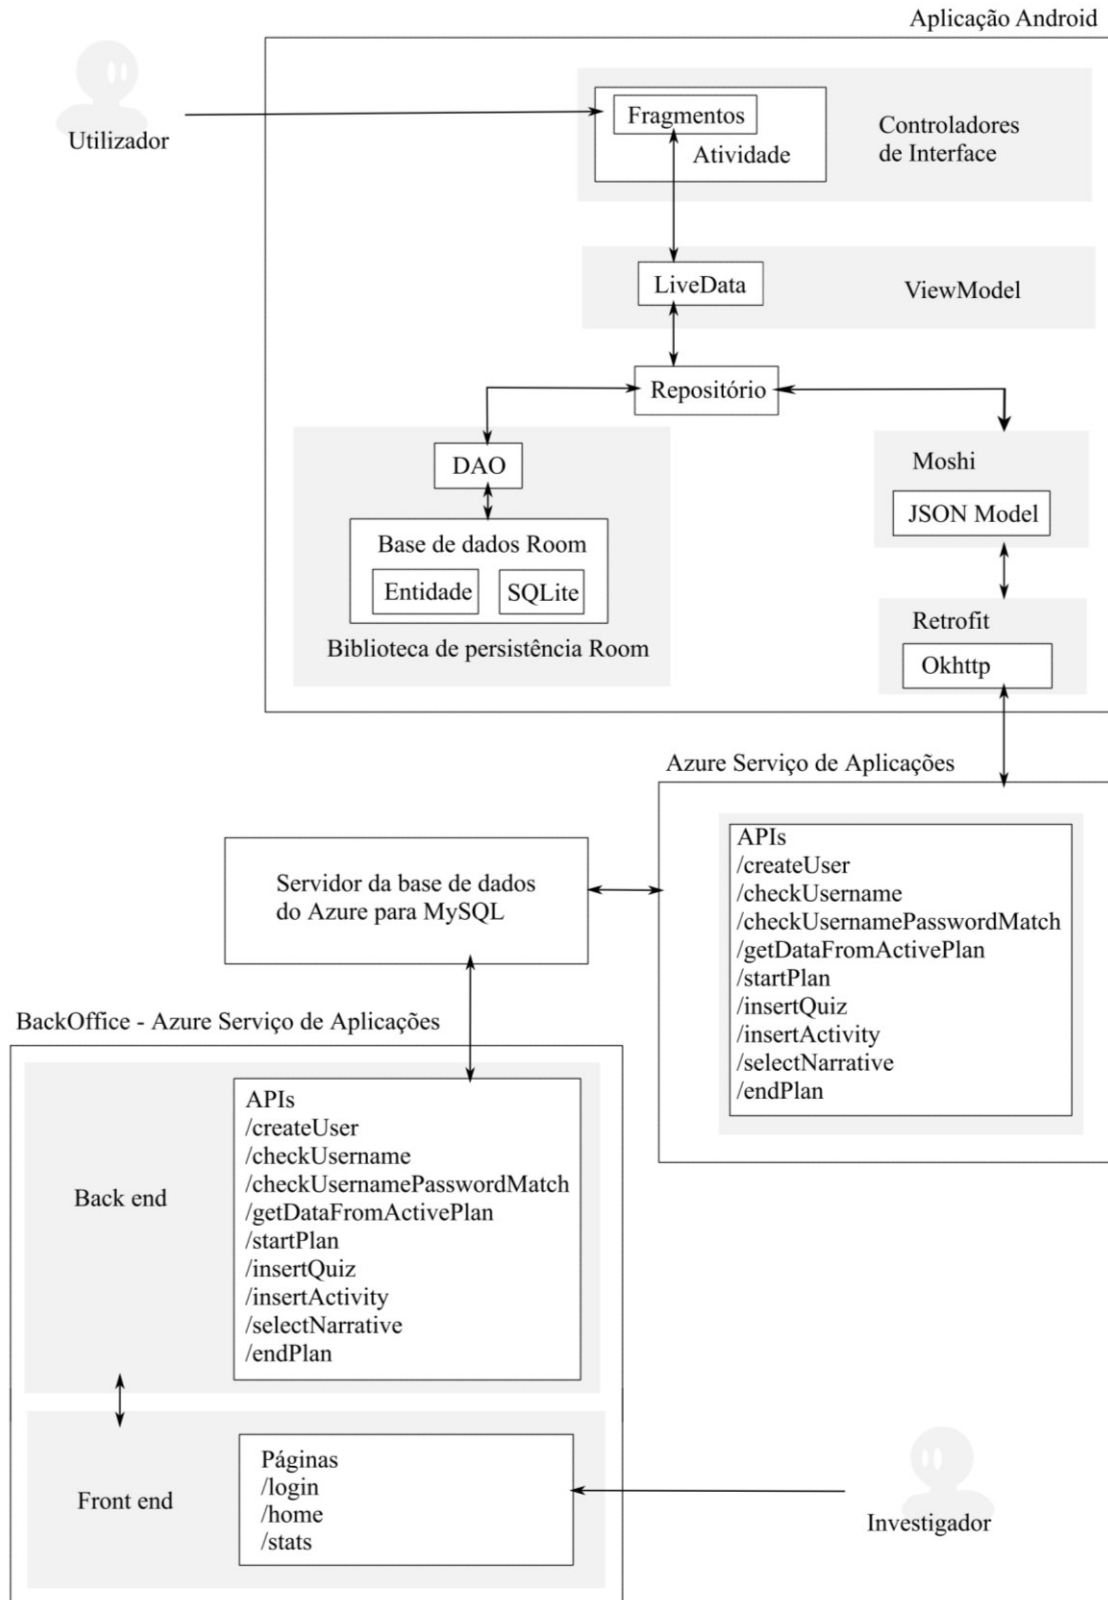 Aplicação Android
Utilizador
Fragmentos
Atividade
Controladores
de Interface
LiveData
ViewModel
Repositório
DAO
Base de dados Room
Entidade
SQLite
Biblioteca de persistência Room
Moshi
JSON Model
Retrofit
Okhttp
Azure Serviço de Aplicações
APIs
/createUser
/checkUsername
/checkUsernamePasswordMatch
/getDataFromActivePlan
/startPlan
/insertQuiz
/insertActivity
/selectNarrative
/endPlan
Servidor da base de dados
do Azure para MySQL
BackOffice - Azure Serviço de Aplicações
Back end
APIs
/createUser
/checkUsername
/checkUsernamePasswordMatch
/getDataFromActivePlan
/startPlan
/insertQuiz
/insertActivity
/selectNarrative
/endPlan
Front end
Páginas
/login
/home
/stats
Investigador